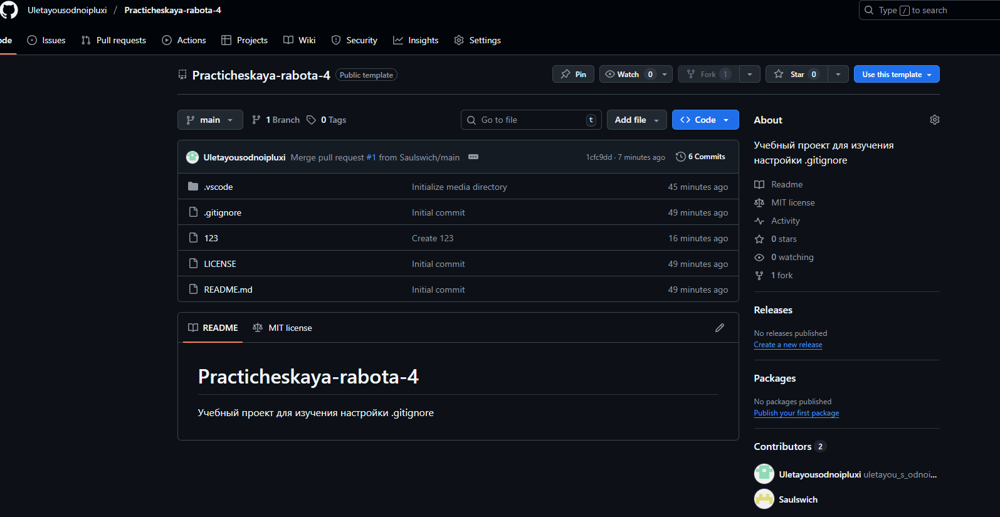 Uletayousodnoipluxi / Practicheskaya-rabota-4
Type / to search
ode Issues Pull requests Actions Projects Wiki Security Insights Settings
Practicheskaya-rabota-4 Public template
Pin Watch 0 Fork 1 Star 0 Use this template
main 1 Branch 0 Tags Go to file t Add file <> Code
Uletayousodnoipluxi Merge pull request #1 from Saulswich/main 1cfc9dd · 7 minutes ago 6 Commits
.vscode Initialize media directory 45 minutes ago
.gitignore Initial commit 49 minutes ago
123 Create 123 16 minutes ago
LICENSE Initial commit 49 minutes ago
README.md Initial commit 49 minutes ago
README MIT license
Practicheskaya-rabota-4
Учебный проект для изучения настройки .gitignore
About
Учебный проект для изучения
настройки .gitignore
Readme
MIT license
Activity
0 stars
0 watching
1 fork
Releases
No releases published
Create a new release
Packages
No packages published
Publish your first package
Contributors 2
Uletayousodnoipluxi uletayou_s_odnoi...
Saulswich